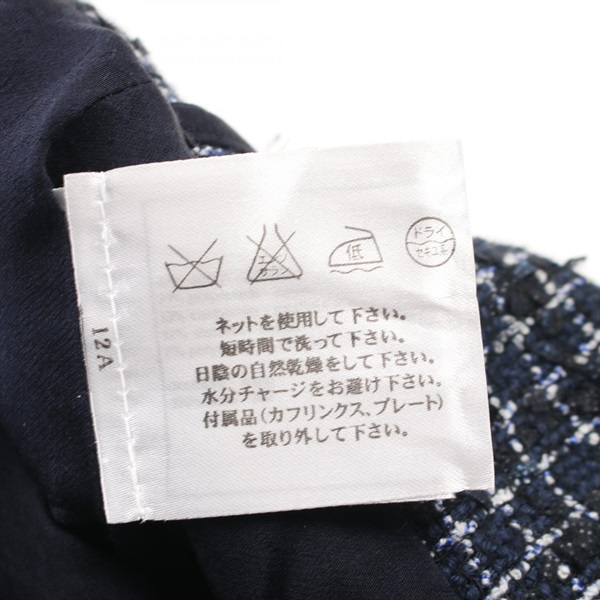 エンソ
カラン
低
ドライ
セキユ系
ネットを使用して下さい。
短時間で洗って下さい。
日陰の自然乾燥をして下さい。
水分チャージをお避け下さい。
付属品(カフリンクス、プレート)
を取り外して下さい。
12A